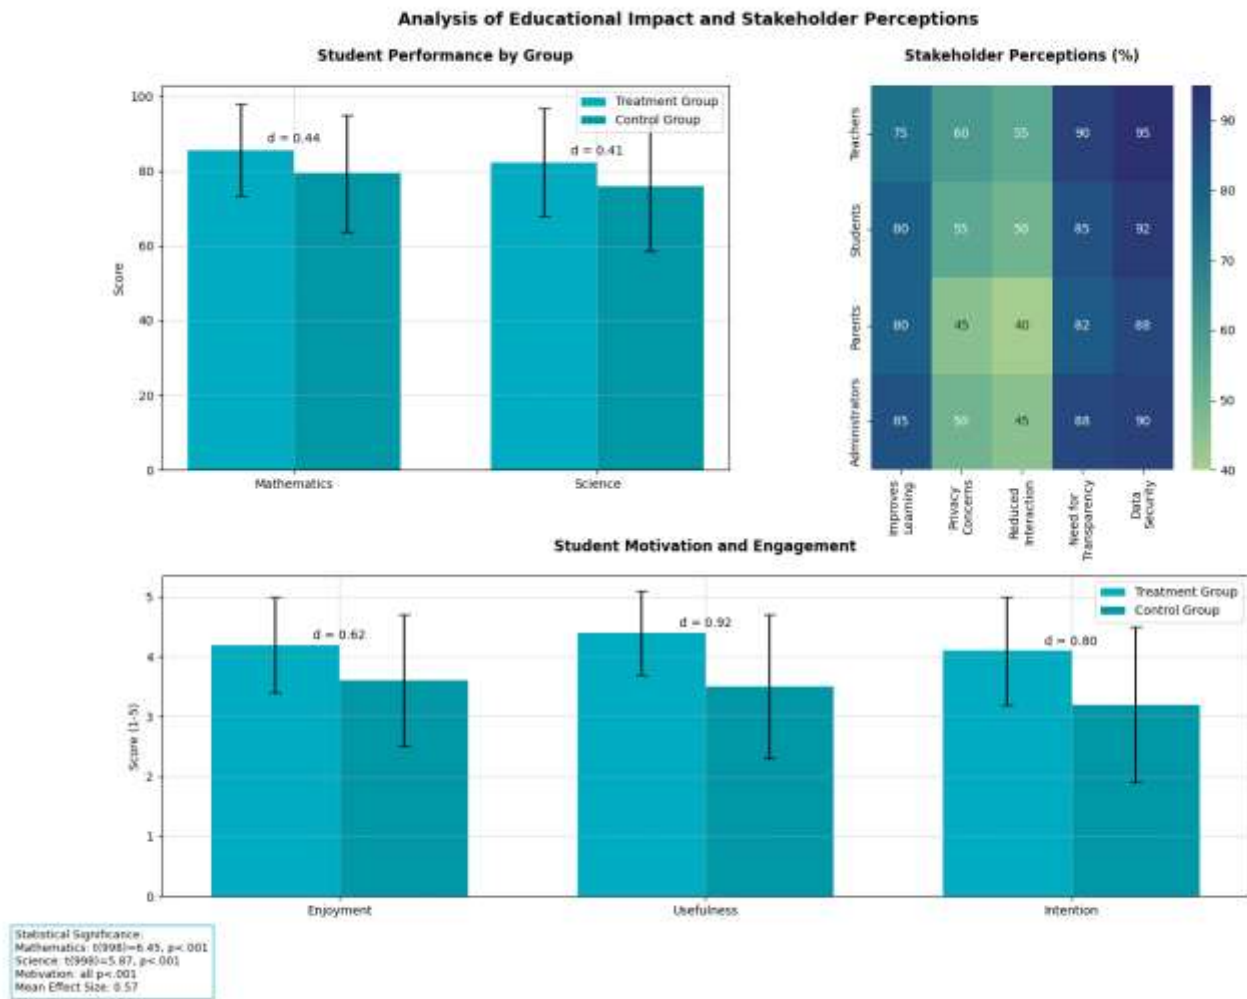 Analysis of Educational Impact and Stakeholder Perceptions
Student Performance by Group
Score
100
80
60
40
20
0
d = 0.44
d = 0.41
Treatment Group
Control Group
Mathematics
Science
Stakeholder Perceptions (%)
Teachers
75 60 55 90 95
Students
80 55 50 85 92
Parents
80 45 40 82 88
Administrators
85 50 45 88 90
Improves
Learning
Privacy
Concerns
Reduced
Interaction
Need for
Transparency
Data
Security
90
80
70
60
50
40
Student Motivation and Engagement
Score (1-5)
5
4
3
2
1
0
d = 0.62
d = 0.92
d = 0.80
Treatment Group
Control Group
Enjoyment
Usefulness
Intention
Statistical Significance:
Mathematics: t(998)=6.45, p<.001
Science: t(998)=5.87, p<.001
Motivation: all p<.001
Mean Effect Size: 0.57